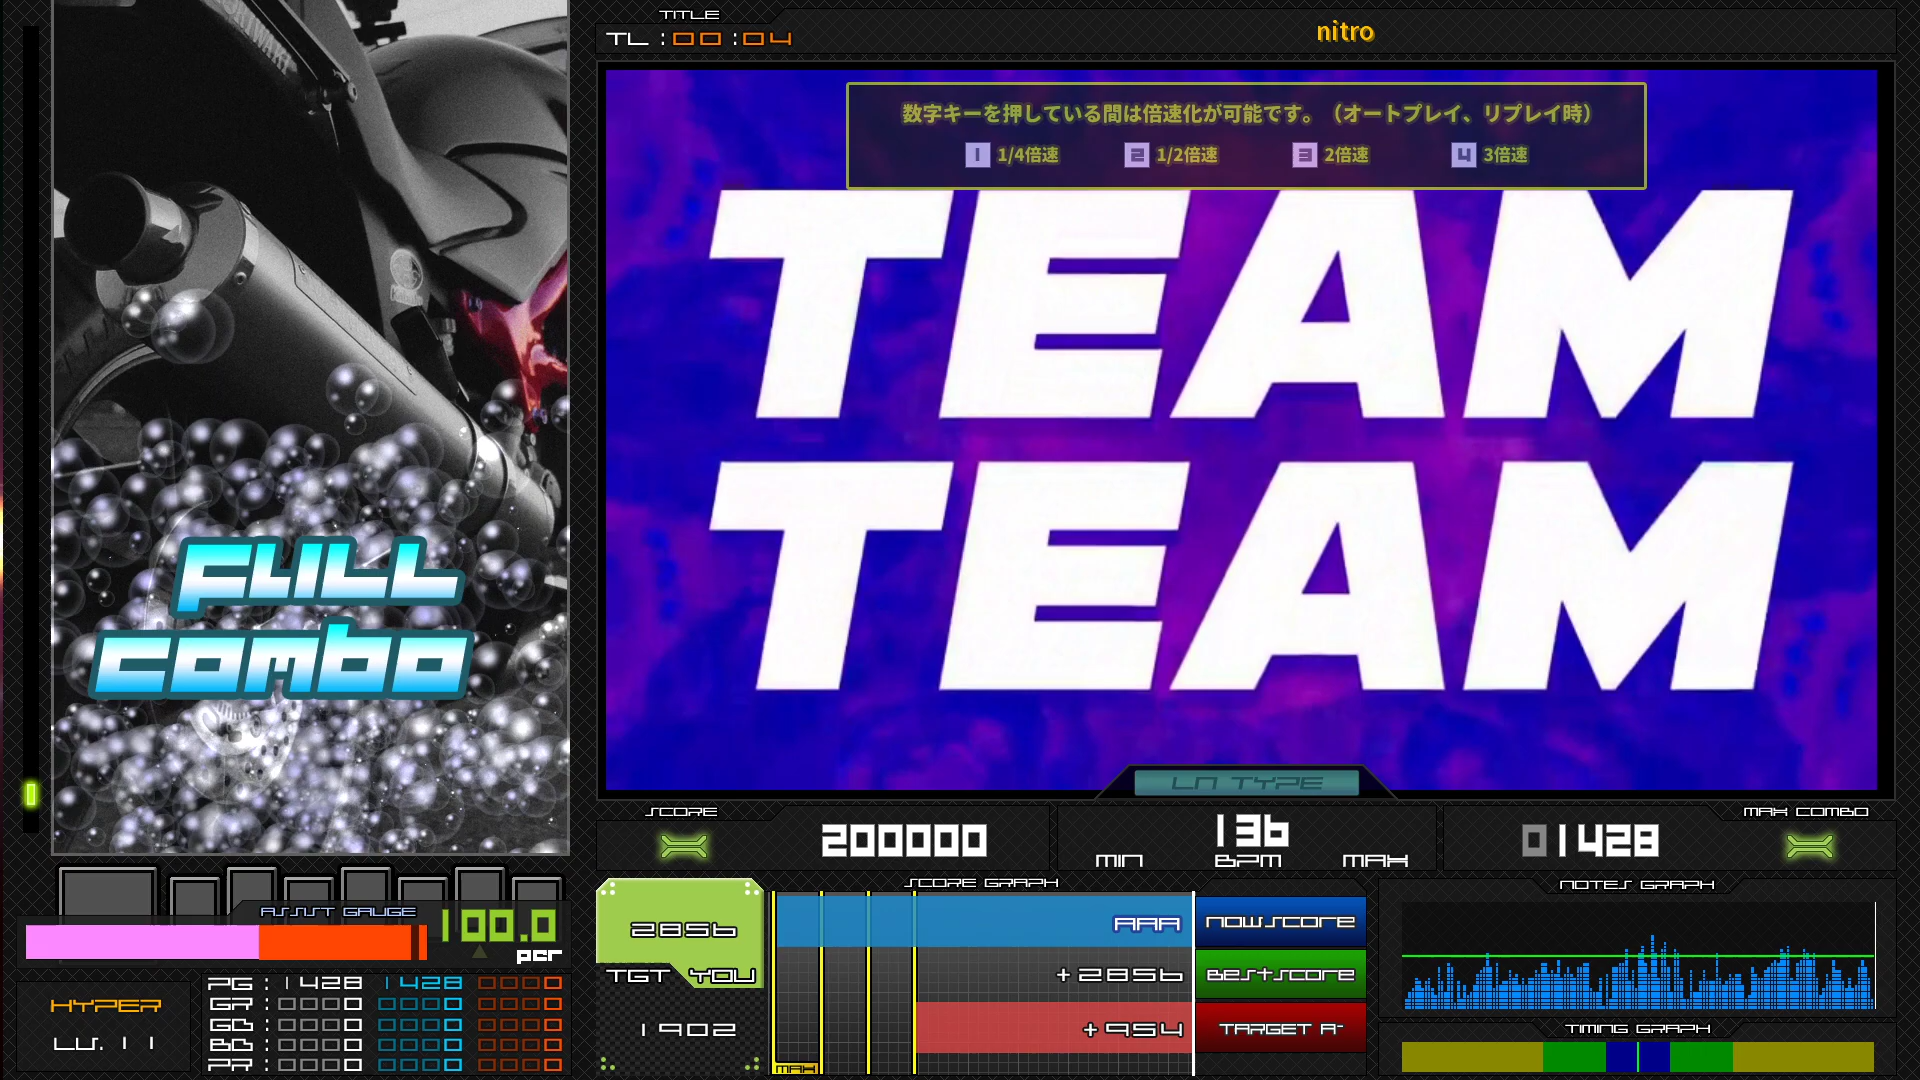 TITLE
TL :00 :04
nitro
数字キーを押している間は倍速化が可能です。（オートプレイ、リプレイ時）
1 1/4倍速 2 1/2倍速 3 2倍速 4 3倍速
TEAM
TEAM
FULL
COMBO
LN TYPE
SCORE
200000
136
MIN BPM MAX
MAX COMBO
01428
ASSIST GAUGE
100.0
PER
HYPER
LV. 11
PG : 1428 1428 0000
GR : 0000 0000 0000
GD : 0000 0000 0000
BD : 0000 0000 0000
PR : 0000 0000 0000
2856
TGT YOU
1902
SCORE GRAPH
AAA
NOWSCORE
+2856
BESTSCORE
+954
TARGET A-
MAX
NOTES GRAPH
TIMING GRAPH